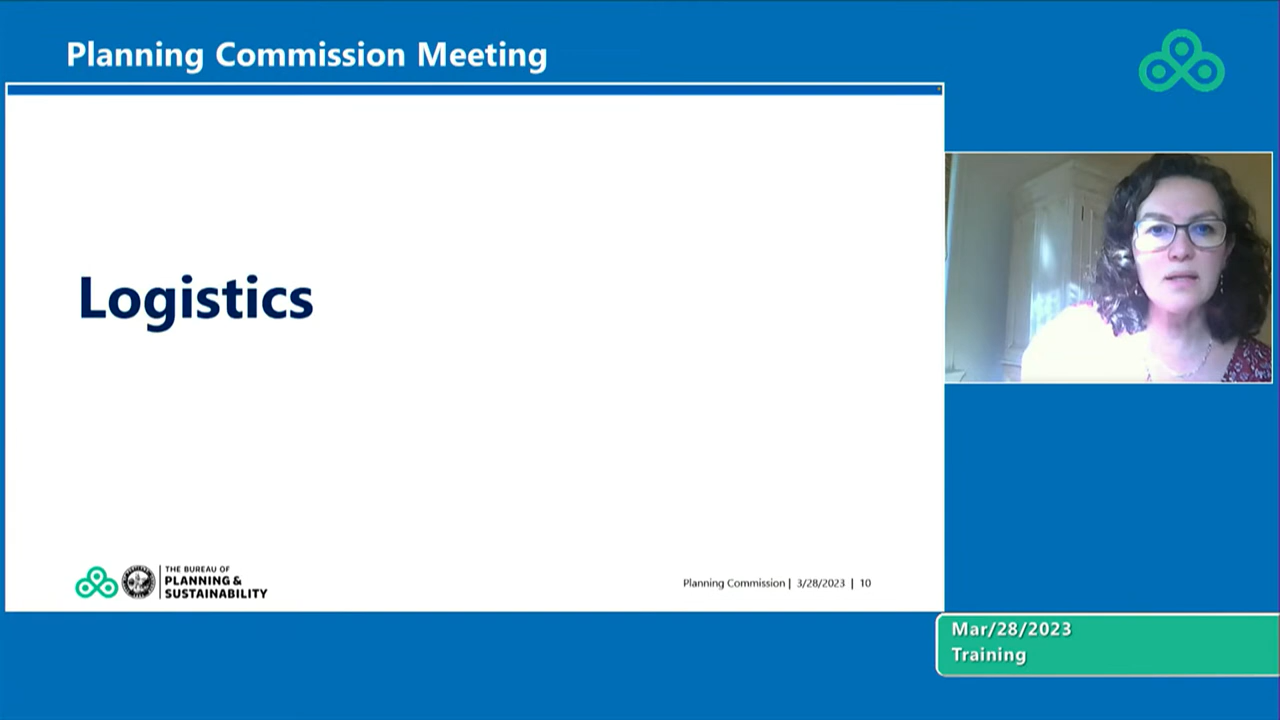 Planning Commission Meeting
Logistics
THE BUREAU OF
PLANNING &
SUSTAINABILITY
Planning Commission | 3/28/2023 | 10
Mar/28/2023
Training